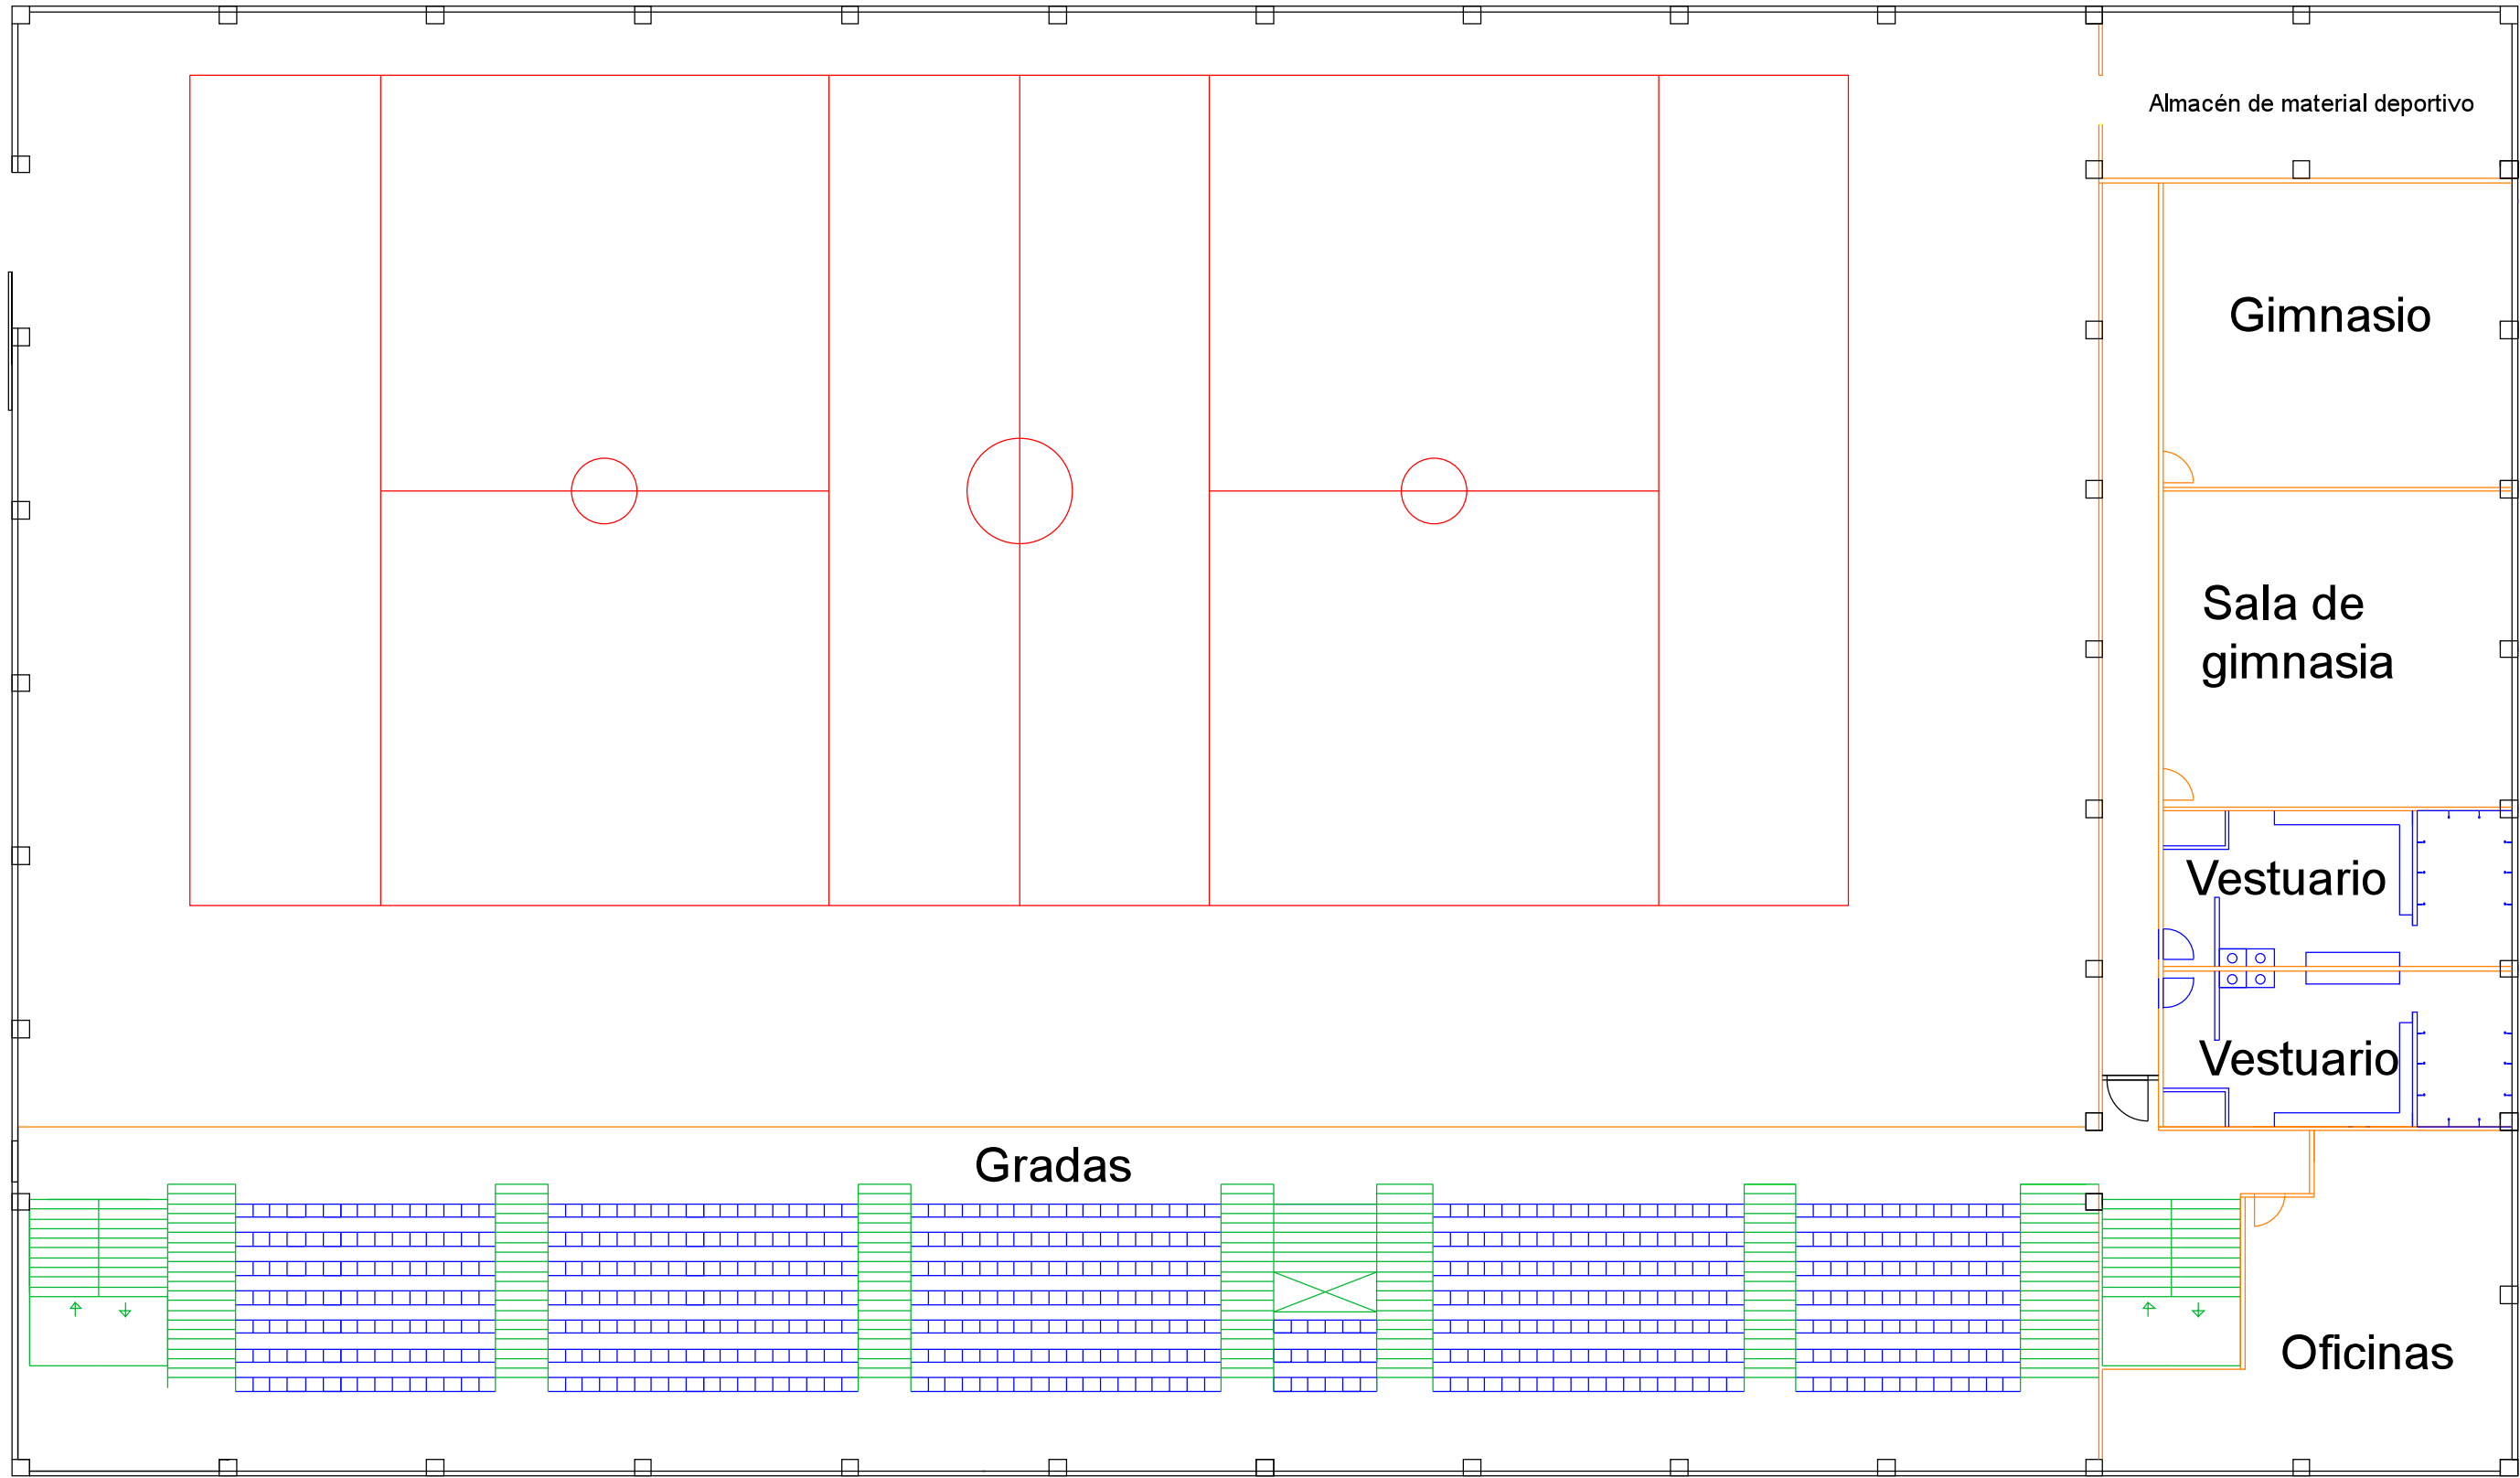 Almacén de material deportivo
Gimnasio
Sala de
gimnasia
Vestuario
Vestuario
Gradas
Oficinas